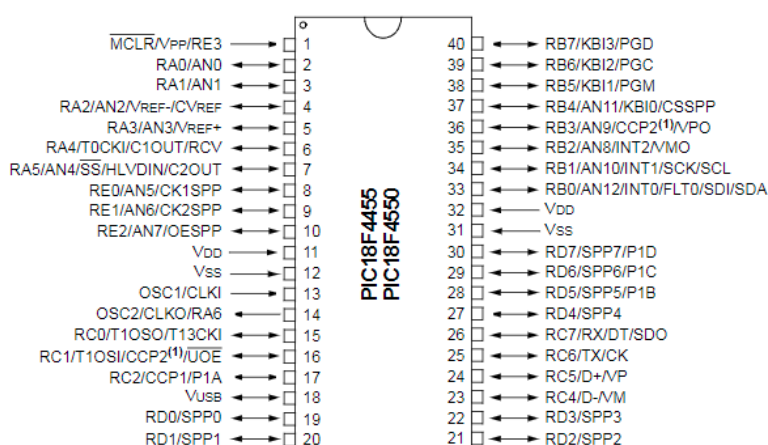 MCLR/VPP/RE3 1
RA0/AN0 2
RA1/AN1 3
RA2/AN2/VREF-/CVREF 4
RA3/AN3/VREF+ 5
RA4/T0CKI/C1OUT/RCV 6
RA5/AN4/SS/HLVDIN/C2OUT 7
RE0/AN5/CK1SPP 8
RE1/AN6/CK2SPP 9
RE2/AN7/OESPP 10
VDD 11
VSS 12
OSC1/CLKI 13
OSC2/CLKO/RA6 14
RC0/T1OSO/T13CKI 15
RC1/T1OSI/CCP2(1)/UOE 16
RC2/CCP1/P1A 17
VUSB 18
RD0/SPP0 19
RD1/SPP1 20
PIC18F4455
PIC18F4550
40 RB7/KBI3/PGD
39 RB6/KBI2/PGC
38 RB5/KBI1/PGM
37 RB4/AN11/KBI0/CSSPP
36 RB3/AN9/CCP2(1)/VPO
35 RB2/AN8/INT2/VMO
34 RB1/AN10/INT1/SCK/SCL
33 RB0/AN12/INT0/FLT0/SDI/SDA
32 VDD
31 VSS
30 RD7/SPP7/P1D
29 RD6/SPP6/P1C
28 RD5/SPP5/P1B
27 RD4/SPP4
26 RC7/RX/DT/SDO
25 RC6/TX/CK
24 RC5/D+/VP
23 RC4/D-/VM
22 RD3/SPP3
21 RD2/SPP2